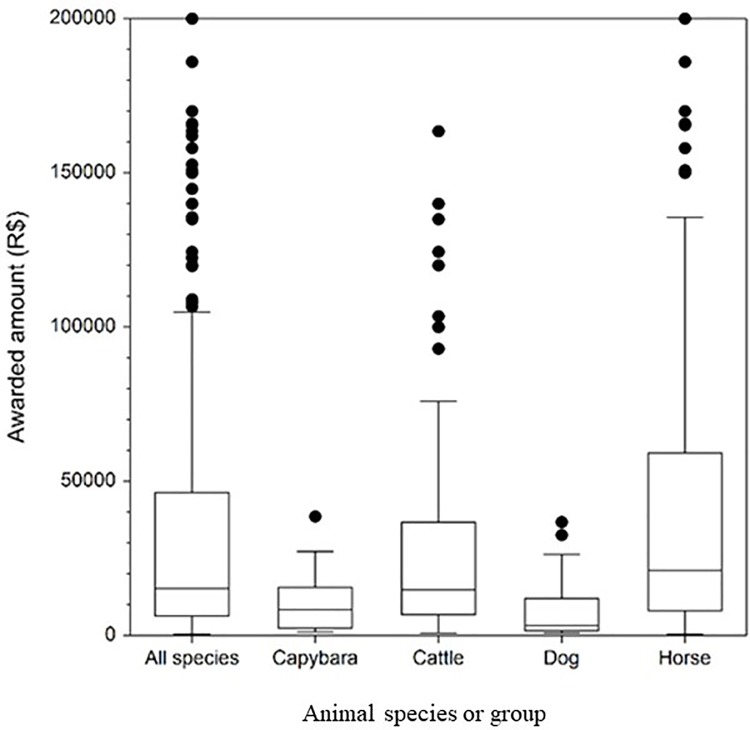 Awarded amount (R$)
200000
150000
100000
50000
0
All species Capybara Cattle Dog Horse
Animal species or group